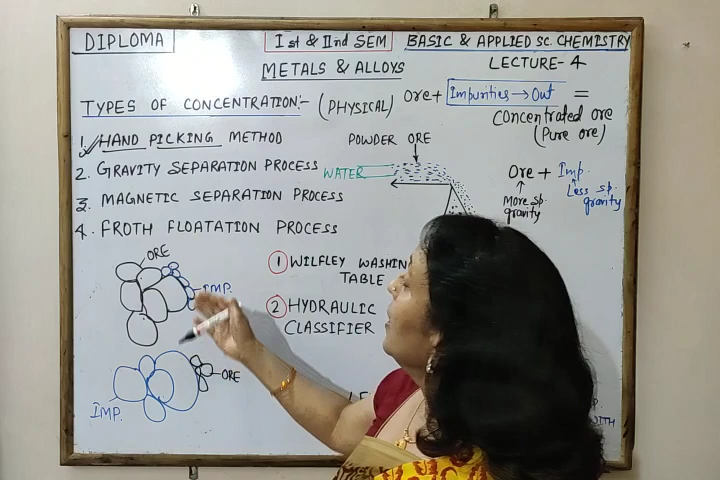 DIPLOMA
Ist & IInd SEM
BASIC & APPLIED SC. CHEMISTRY
LECTURE-4
METALS & ALLOYS
TYPES OF CONCENTRATION:- (PHYSICAL)
Ore + Impurities → Out =
Concentrated ore
(Pure ore)
1. HAND PICKING METHOD
2. GRAVITY SEPARATION PROCESS
3. MAGNETIC SEPARATION PROCESS
4. FROTH FLOATATION PROCESS
POWDER ORE
WATER
Ore + Imp.
More sp. gravity
Less sp. gravity
ORE
IMP.
IMP.
ORE
1 WILFLEY
TABLE
2 HYDRAULIC
CLASSIFIER